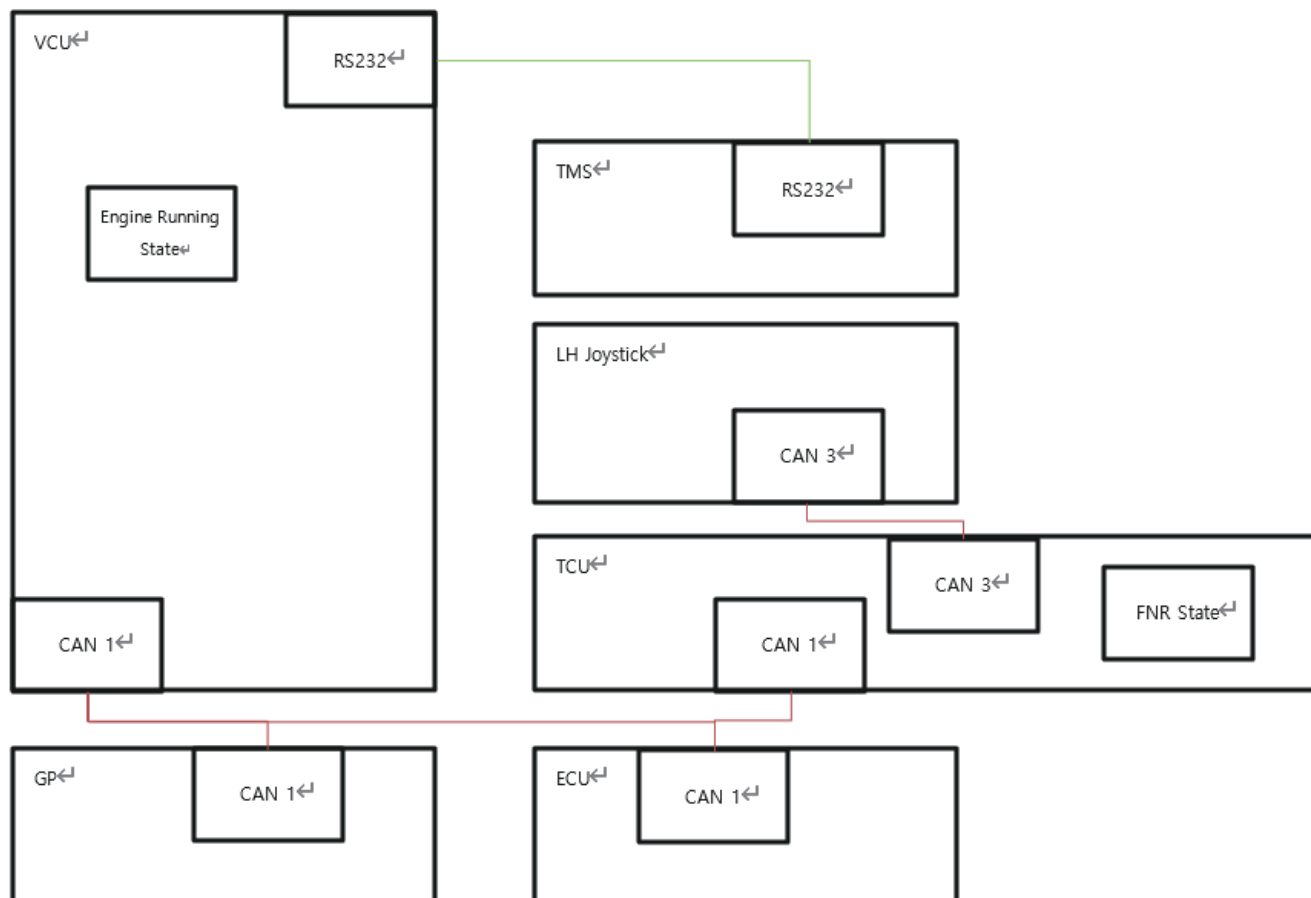 VCU↵
RS232↵
TMS↵
RS232↵
Engine Running
State↵
LH Joystick↵
CAN 3↵
TCU↵
CAN 3↵
FNR State↵
CAN 1↵
CAN 1↵
GP↵
CAN 1↵
ECU↵
CAN 1↵